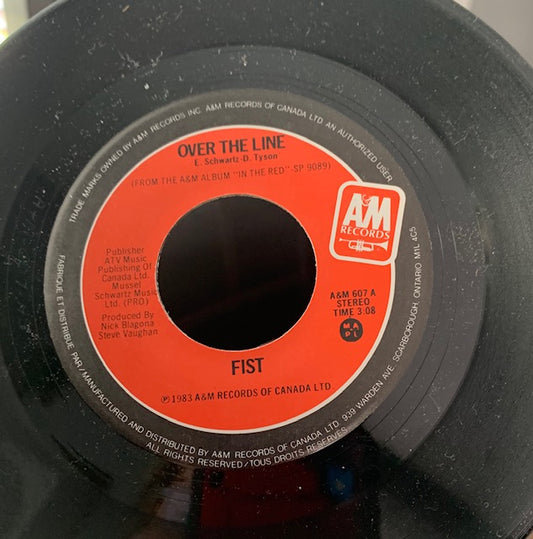 OVER THE LINE
E. Schwartz-D. Tyson
(FROM THE A&M ALBUM "IN THE RED"-SP 9089)
A&M
RECORDS
Publisher
ATV Music
Publishing Of
Canada Ltd.
Mussel
Schwartz Music
Ltd. (PRO)
Produced By
Nick Blagona
Steve Vaughan
A&M 607 A
STEREO
TIME 3:08
MAPL
FIST
℗1983 A&M RECORDS OF CANADA LTD.
TRADE MARKS OWNED BY A&M RECORDS INC. A&M RECORDS OF CANADA LTD AN AUTHORIZED USER
FABRIQUE ET DISTRIBUE PAR/MANUFACTURED AND DISTRIBUTED BY A&M RECORDS OF CANADA LTD. 939 WARDEN AVE. SCARBOROUGH, ONTARIO M1L 4C5
ALL RIGHTS RESERVED/TOUS DROITS RESERVES